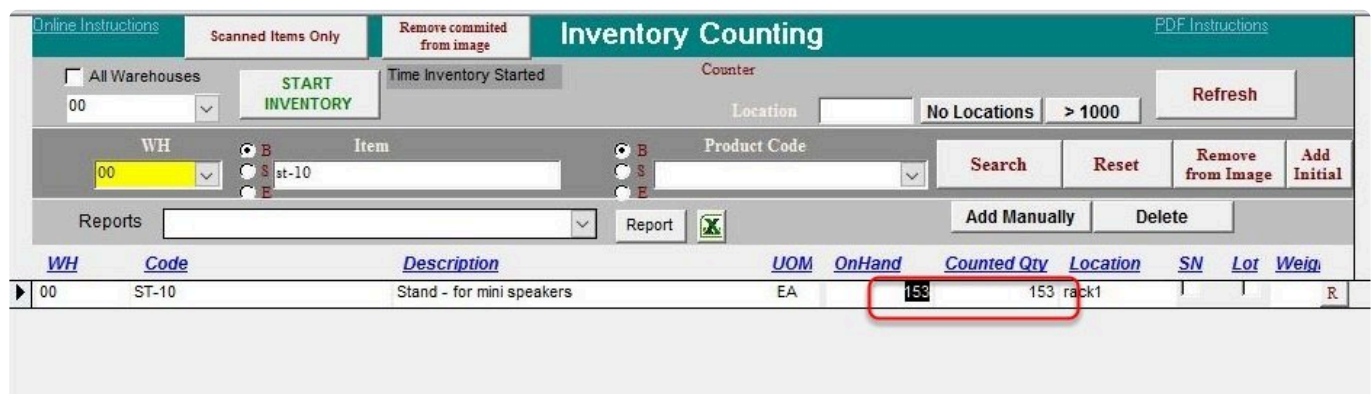 Online Instructions Scanned Items Only Remove commited from image Inventory Counting PDF Instructions
All Warehouses START INVENTORY Time Inventory Started Counter
00 Location No Locations > 1000 Refresh
WH B Item B Product Code
00 S st-10 S Search Reset Remove from Image Add Initial
E E
Reports Report Add Manually Delete
WH Code Description UOM OnHand Counted Qty Location SN Lot
00 ST-10 Stand - for mini speakers EA 153 153 rack1 R